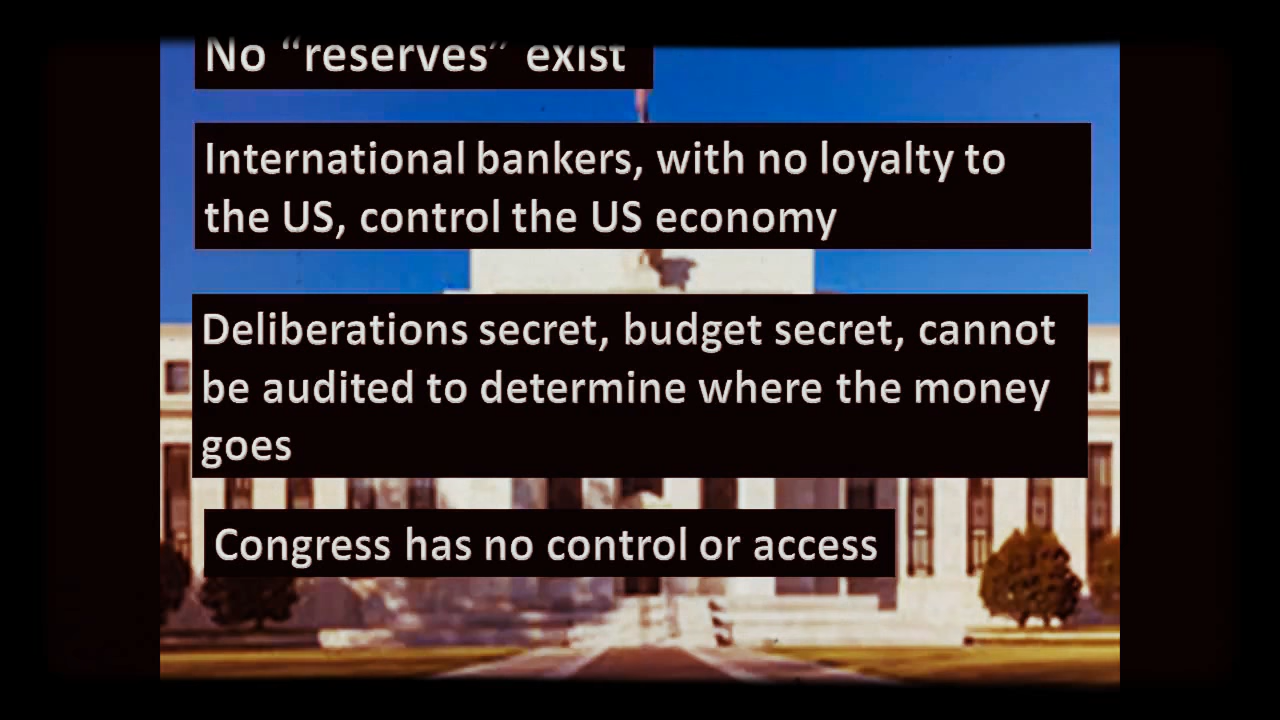 No “reserves” exist
International bankers, with no loyalty to
the US, control the US economy
Deliberations secret, budget secret, cannot
be audited to determine where the money
goes
Congress has no control or access